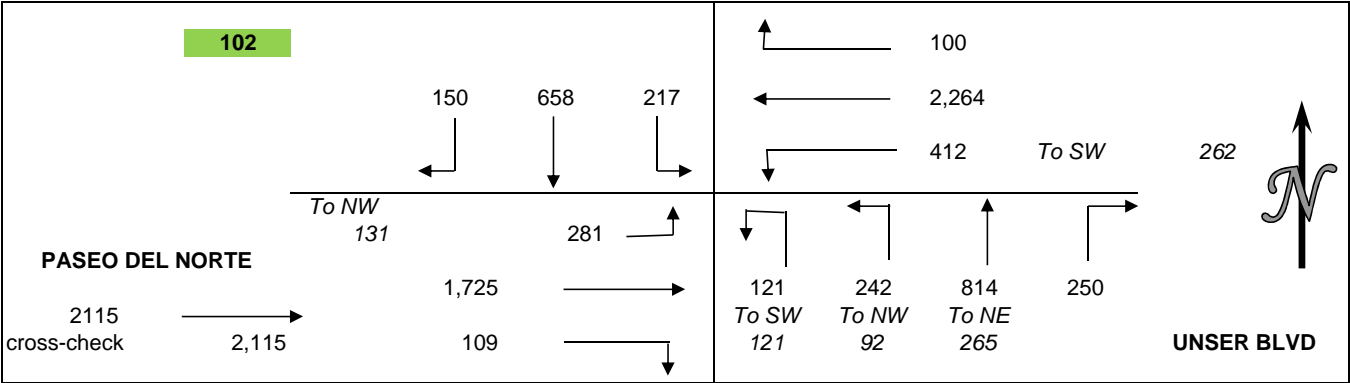 102
100
150 658 217
2,264
412 To SW 262
N
To NW
131 281
PASEO DEL NORTE
1,725 121 242 814 250
2115 To SW To NW To NE
cross-check 2,115 109 121 92 265 UNSER BLVD